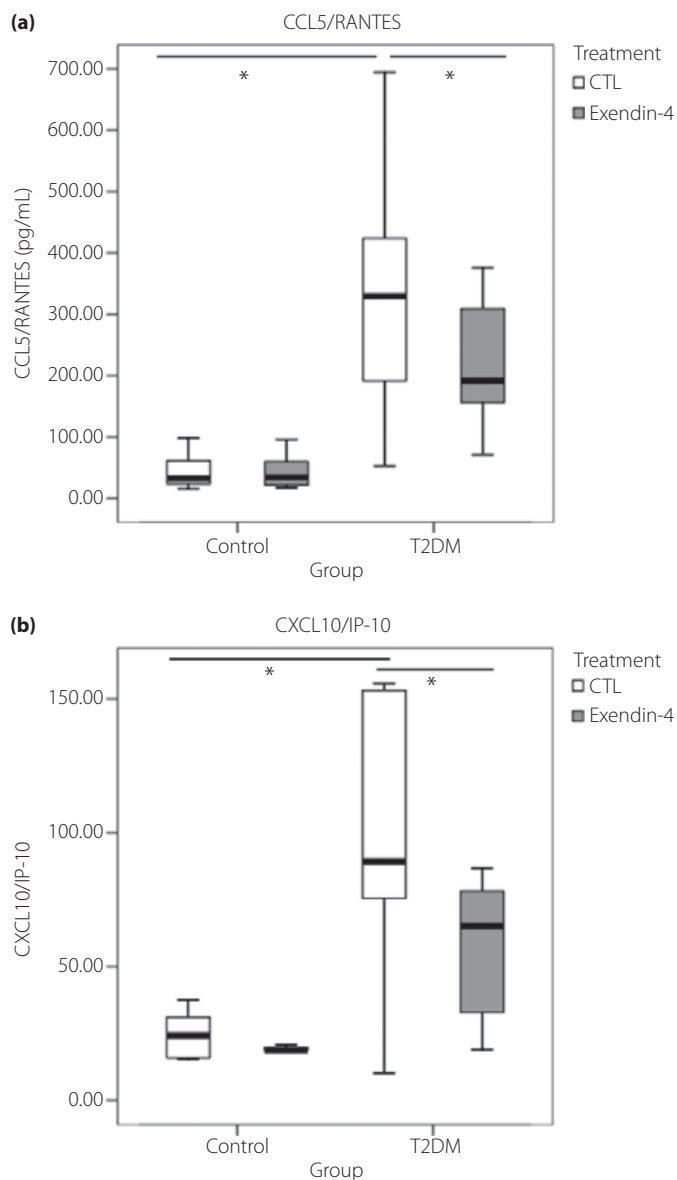 (a)
CCL5/RANTES
Treatment
CTL
Exendin-4
*
*
700.00
600.00
500.00
400.00
300.00
200.00
100.00
0.00
CCL5/RANTES (pg/mL)
Control
T2DM
Group
(b)
CXCL10/IP-10
Treatment
CTL
Exendin-4
*
*
150.00
100.00
50.00
0.00
CXCL10/IP-10
Control
T2DM
Group